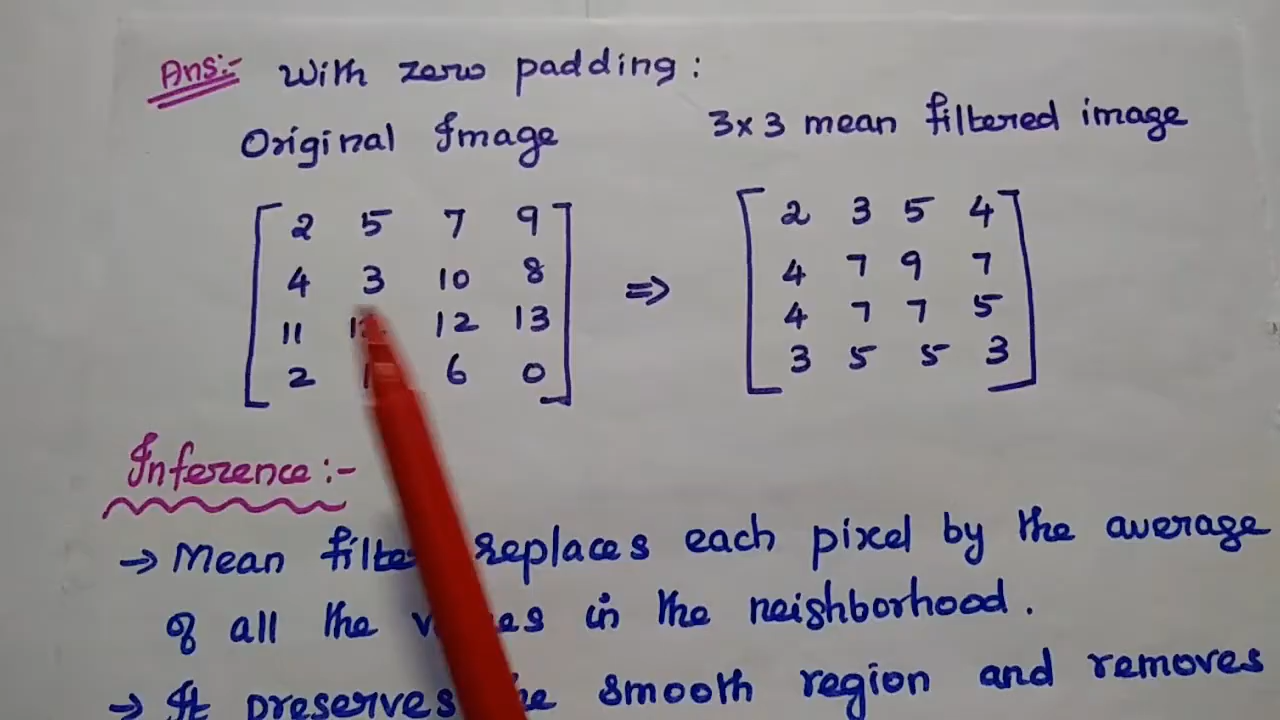 Ans:- With zero padding:
Original Image 3x3 mean filtered image
2 5 7 9 2 3 5 4
4 3 10 8 ⇒ 4 7 9 7
11 12 13 4 7 7 5
2 6 0 3 5 5 3
Inference:-
→ Mean replaces each pixel by the average
of all the in the neishborhood.
→ It preserves smooth region and removes